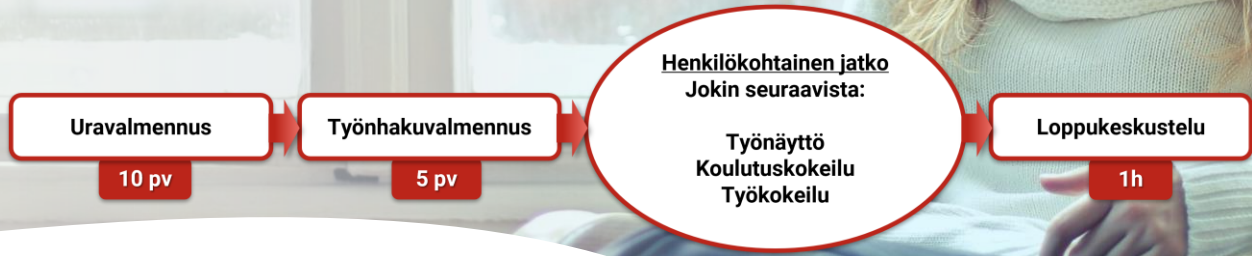 Uravalmennus
10 pv
Työnhakuvalmennus
5 pv
Henkilökohtainen jatko
Jokin seuraavista:
Työnäyttö
Koulutuskokeilu
Työkokeilu
Loppukeskustelu
1h